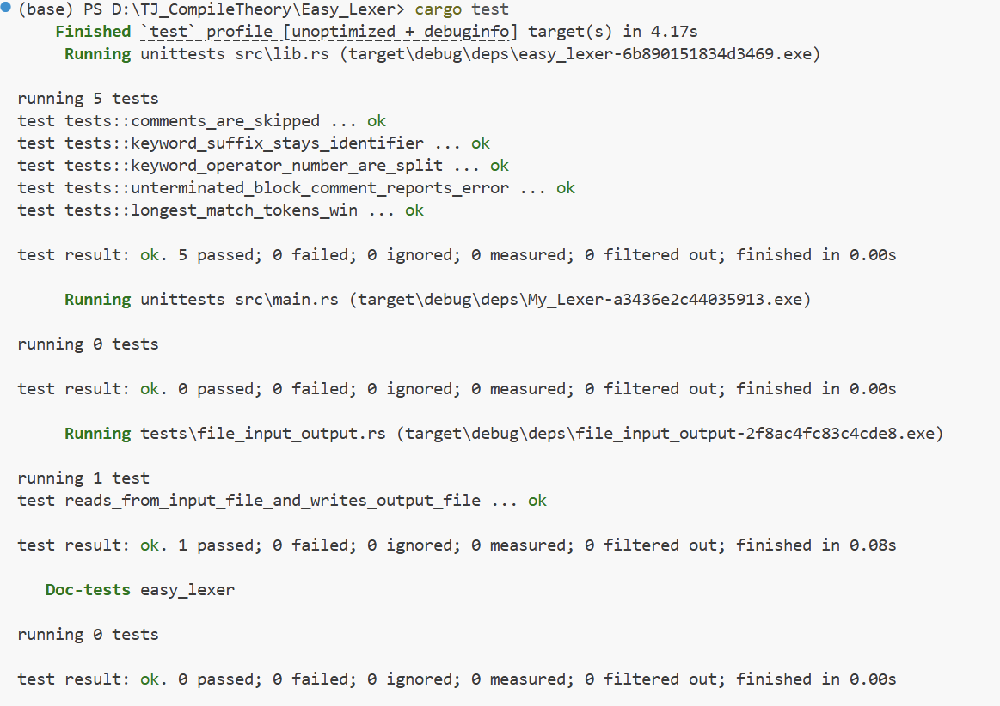 (base) PS D:\TJ_CompileTheory\Easy_Lexer> cargo test
Finished `test` profile [unoptimized + debuginfo] target(s) in 4.17s
Running unittests src\lib.rs (target\debug\deps\easy_lexer-6b890151834d3469.exe)
running 5 tests
test tests::comments_are_skipped ... ok
test tests::keyword_suffix_stays_identifier ... ok
test tests::keyword_operator_number_are_split ... ok
test tests::unterminated_block_comment_reports_error ... ok
test tests::longest_match_tokens_win ... ok
test result: ok. 5 passed; 0 failed; 0 ignored; 0 measured; 0 filtered out; finished in 0.00s
Running unittests src\main.rs (target\debug\deps\My_Lexer-a3436e2c44035913.exe)
running 0 tests
test result: ok. 0 passed; 0 failed; 0 ignored; 0 measured; 0 filtered out; finished in 0.00s
Running tests\file_input_output.rs (target\debug\deps\file_input_output-2f8ac4fc83c4cde8.exe)
running 1 test
test reads_from_input_file_and_writes_output_file ... ok
test result: ok. 1 passed; 0 failed; 0 ignored; 0 measured; 0 filtered out; finished in 0.08s
Doc-tests easy_lexer
running 0 tests
test result: ok. 0 passed; 0 failed; 0 ignored; 0 measured; 0 filtered out; finished in 0.00s